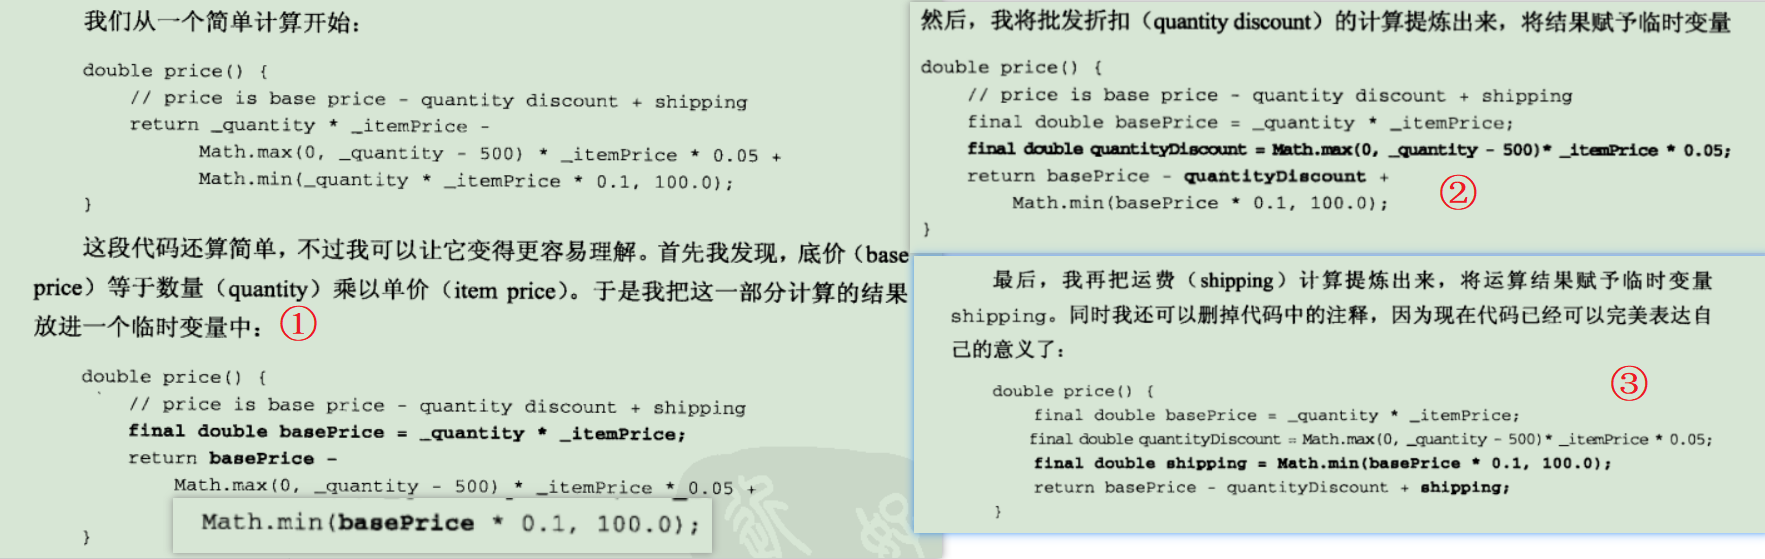 我们从一个简单计算开始：
double price() {
// price is base price - quantity discount + shipping
return _quantity * _itemPrice -
Math.max(0, _quantity - 500) * _itemPrice * 0.05 +
Math.min(_quantity * _itemPrice * 0.1, 100.0);
}
这段代码还算简单，不过我可以让它变得更容易理解。首先我发现，底价（base
price）等于数量（quantity）乘以单价（item price）。于是我把这一部分计算的结果
放进一个临时变量中： ①
double price() {
// price is base price - quantity discount + shipping
final double basePrice = _quantity * _itemPrice;
return basePrice -
Math.max(0, _quantity - 500) * _itemPrice * 0.05 +
Math.min(basePrice * 0.1, 100.0);
}
然后，我将批发折扣（quantity discount）的计算提炼出来，将结果赋予临时变量
double price() {
// price is base price - quantity discount + shipping
final double basePrice = _quantity * _itemPrice;
final double quantityDiscount = Math.max(0, _quantity - 500)* _itemPrice * 0.05;
return basePrice - quantityDiscount +
②
Math.min(basePrice * 0.1, 100.0);
}
最后，我再把运费（shipping）计算提炼出来，将运算结果赋予临时变量
shipping。同时我还可以删掉代码中的注释，因为现在代码已经可以完美表达自
己的意义了：
③
double price() {
final double basePrice = _quantity * _itemPrice;
final double quantityDiscount = Math.max(0, _quantity - 500)* _itemPrice * 0.05;
final double shipping = Math.min(basePrice * 0.1, 100.0);
return basePrice - quantityDiscount + shipping;
}